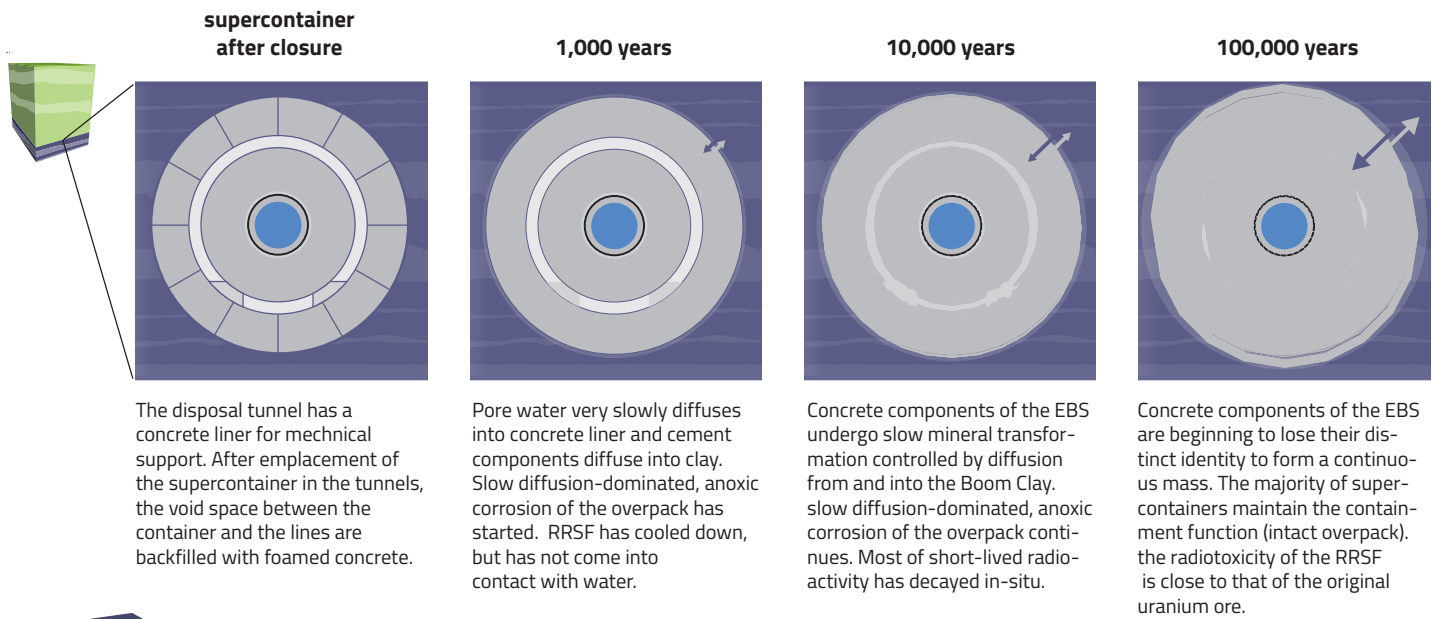 supercontainer
after closure
1,000 years
10,000 years
100,000 years
The disposal tunnel has a
concrete liner for mechnical
support. After emplacement of
the supercontainer in the tunnels,
the void space between the
container and the lines are
backfilled with foamed concrete.
Pore water very slowly diffuses
into concrete liner and cement
components diffuse into clay.
Slow diffusion-dominated, anoxic
corrosion of the overpack has
started. RRSF has cooled down,
but has not come into
contact with water.
Concrete components of the EBS
undergo slow mineral transfor-
mation controlled by diffusion
from and into the Boom Clay.
slow diffusion-dominated, anoxic
corrosion of the overpack conti-
nues. Most of short-lived radio-
activity has decayed in-situ.
Concrete components of the EBS
are beginning to lose their dis-
tinct identity to form a continuo-
us mass. The majority of super-
containers maintain the contain-
ment function (intact overpack).
the radiotoxicity of the RRSF
is close to that of the original
uranium ore.